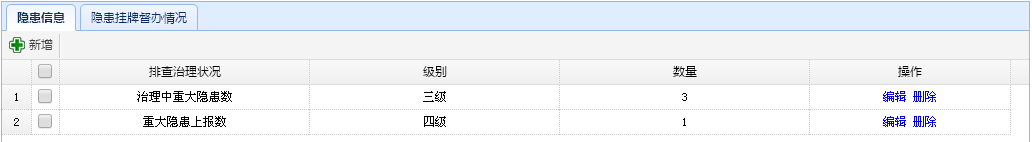 隐患信息 隐患挂牌督办情况
新增
排查治理状况 级别 数量 操作
1 治理中重大隐患数 三级 3 编辑 删除
2 重大隐患上报数 四级 1 编辑 删除